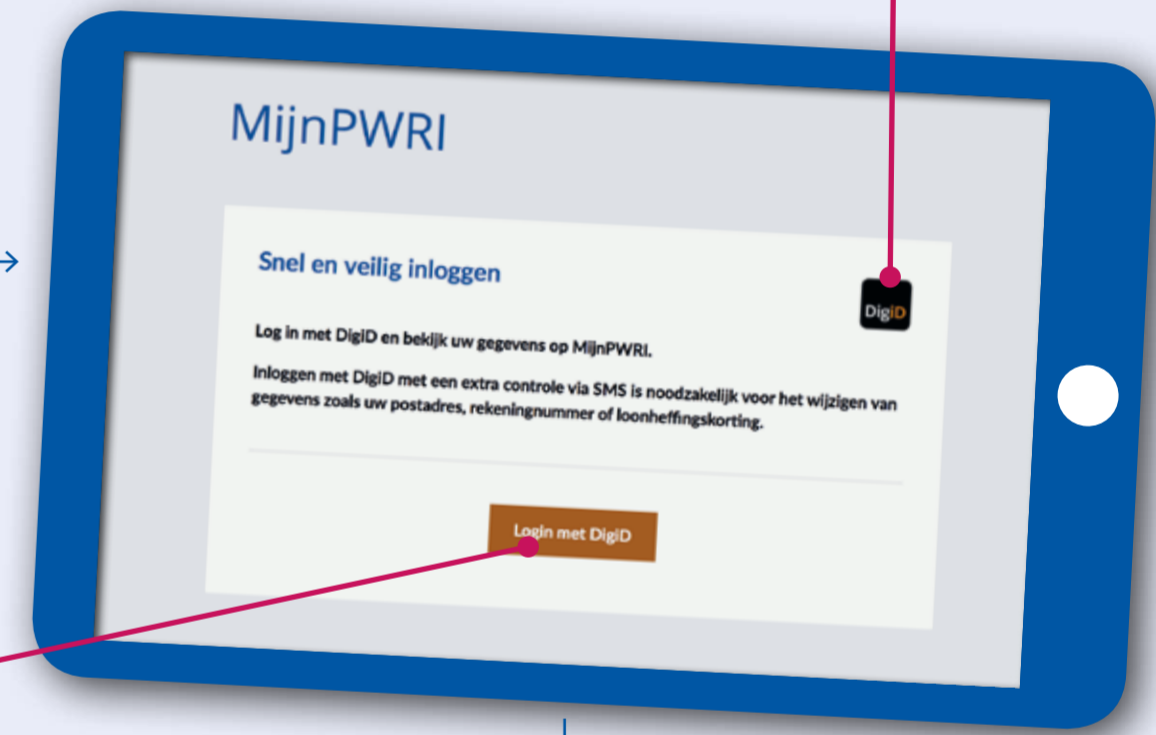 MijnPWRI
Snel en veilig inloggen
DigiD
Log in met DigiD en bekijk uw gegevens op MijnPWRI.
Inloggen met DigiD met een extra controle via SMS is noodzakelijk voor het wijzigen van
gegevens zoals uw postadres, rekeningnummer of loonheffingskorting.
Login met DigiD